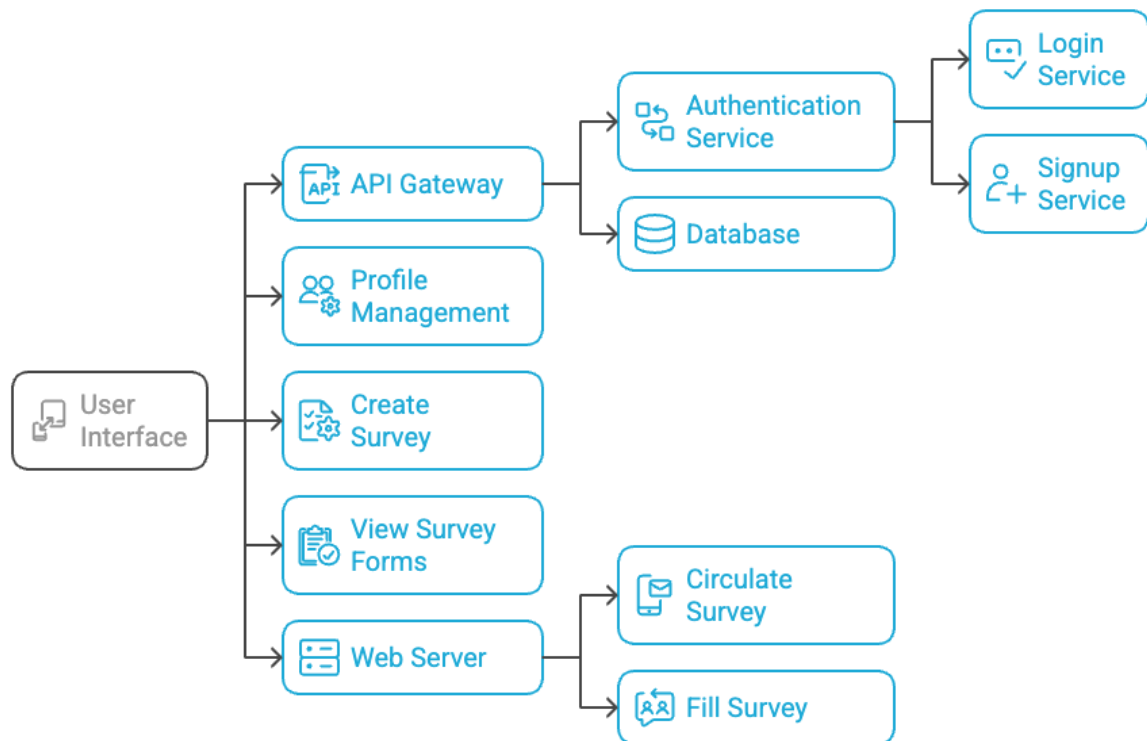 Login
Service
Authentication
Service
Signup
Service
API
API Gateway
Database
Profile
Management
User
Interface
Create
Survey
View Survey
Forms
Circulate
Survey
Web Server
Fill Survey